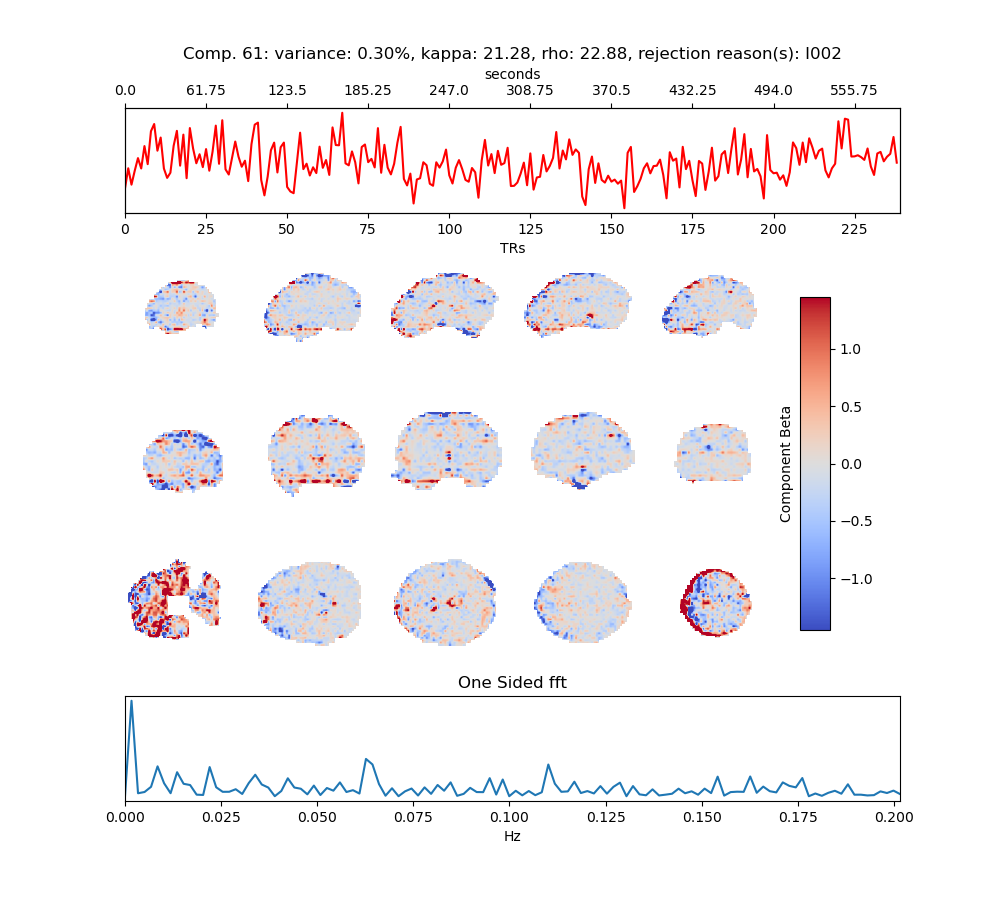 Comp. 61: variance: 0.30%, kappa: 21.28, rho: 22.88, rejection reason(s): I002
seconds
0.0 61.75 123.5 185.25 247.0 308.75 370.5 432.25 494.0 555.75
0 25 50 75 100 125 150 175 200 225
TRs
1.0
0.5
0.0
−0.5
−1.0
Component Beta
One Sided fft
0.000 0.025 0.050 0.075 0.100 0.125 0.150 0.175 0.200
Hz